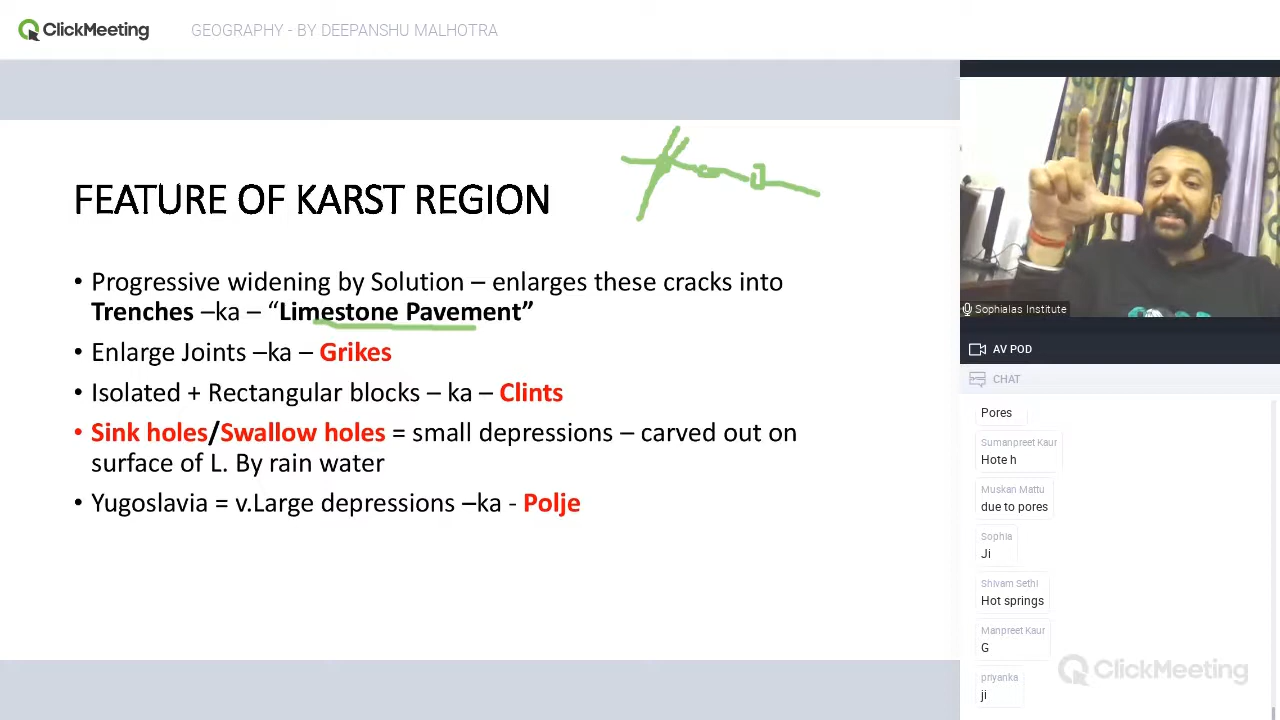 ClickMeeting
GEOGRAPHY - BY DEEPANSHU MALHOTRA
FEATURE OF KARST REGION
• Progressive widening by Solution – enlarges these cracks into
Trenches –ka – “Limestone Pavement”
• Enlarge Joints –ka – Grikes
• Isolated + Rectangular blocks – ka – Clints
• Sink holes/Swallow holes = small depressions – carved out on
surface of L. By rain water
• Yugoslavia = v.Large depressions –ka - Polje
Sophialas Institute
AV POD
CHAT
Pores
Sumanpreet Kaur
Hote h
Muskan Mattu
due to pores
Sophia
Ji
Shivam Sethi
Hot springs
Manpreet Kaur
G
priyanka
ji
ClickMeeting